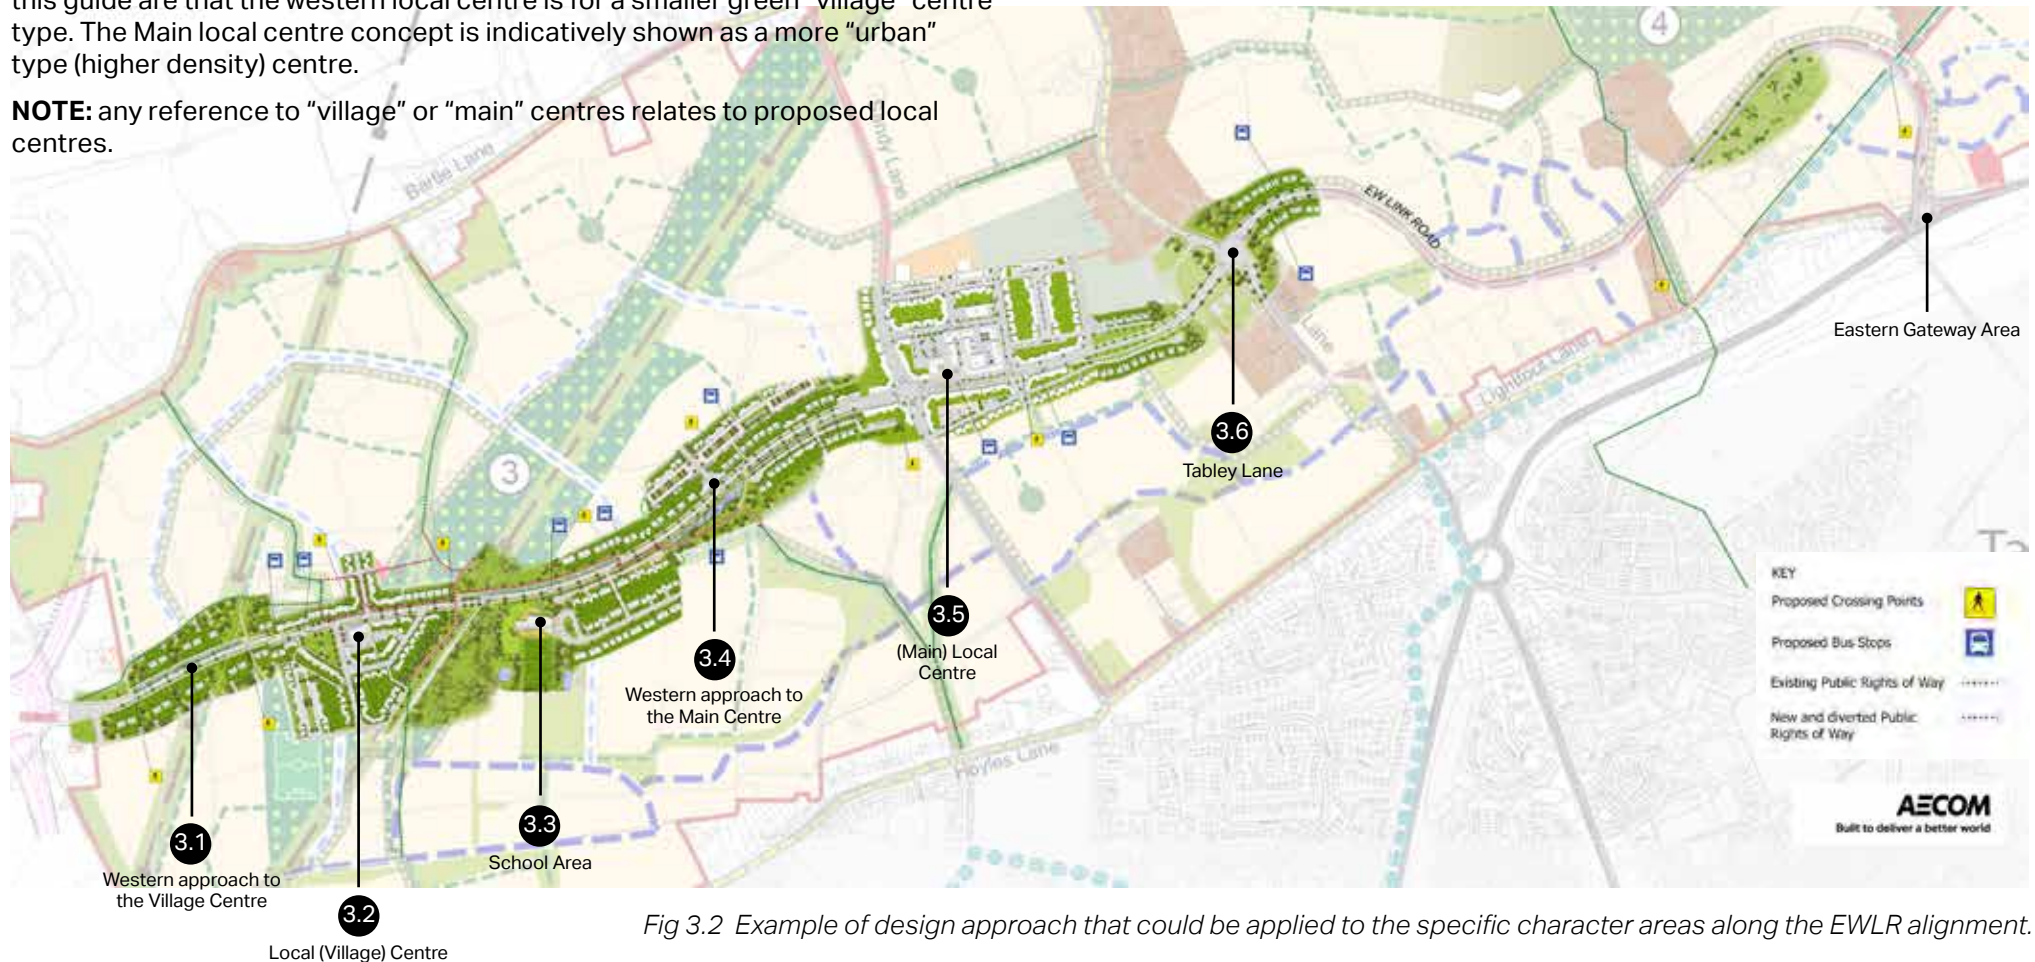 this guide are that the western local centre is for a smaller green “village” centre
type. The Main local centre concept is indicatively shown as a more “urban”
type (higher density) centre.
NOTE: any reference to “village” or “main” centres relates to proposed local
centres.
4
Bartle Lane
EW LINK ROAD
Lane
Eastern Gateway Area
Lightfoot Lane
3.6
Tabley Lane
3
KEY
Proposed Crossing Points
Proposed Bus Stops
Existing Public Rights of Way
New and diverted Public
Rights of Way
3.5
(Main) Local
Centre
3.4
Western approach to
the Main Centre
Hoyles Lane
AECOM
Built to deliver a better world
3.3
School Area
3.1
Western approach to
the Village Centre
3.2
Local (Village) Centre
Fig 3.2 Example of design approach that could be applied to the specific character areas along the EWLR alignment.